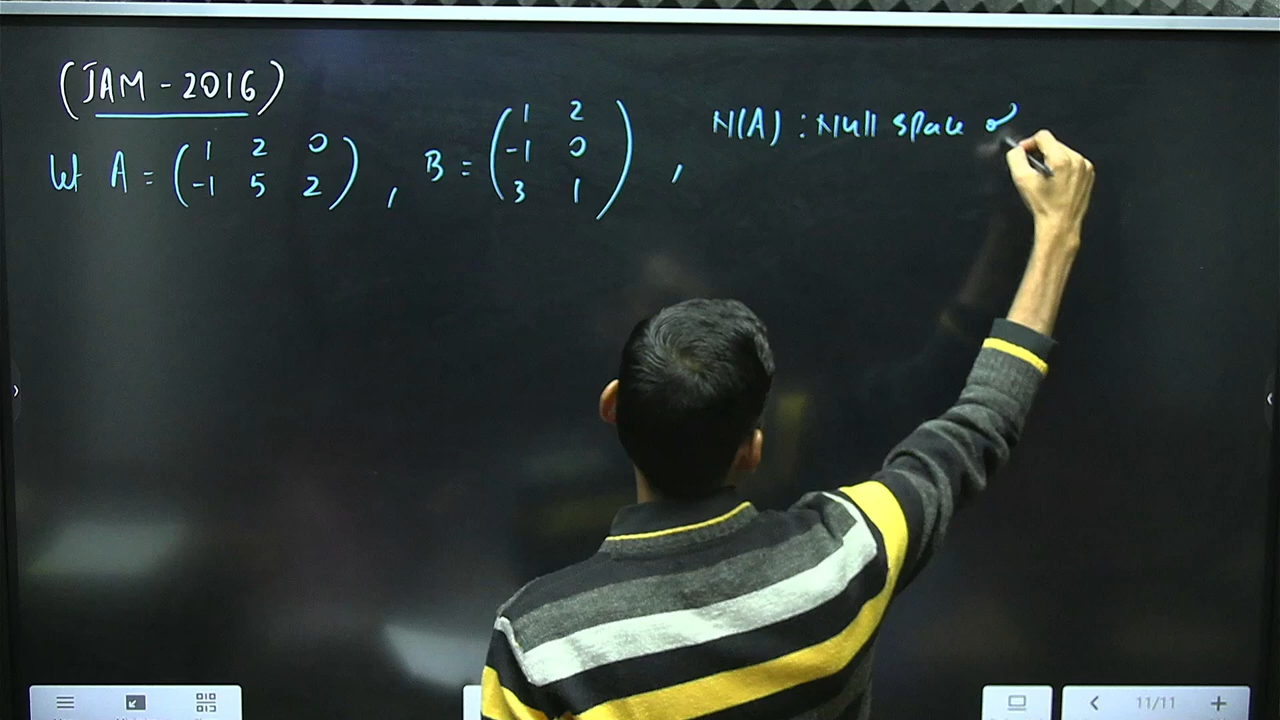 (JAM - 2016)
Let A = ( 1 2 0 ; -1 5 2 ) , B = ( 1 2 ; -1 0 ; 3 1 ) , N(A) : Null space of
11/11